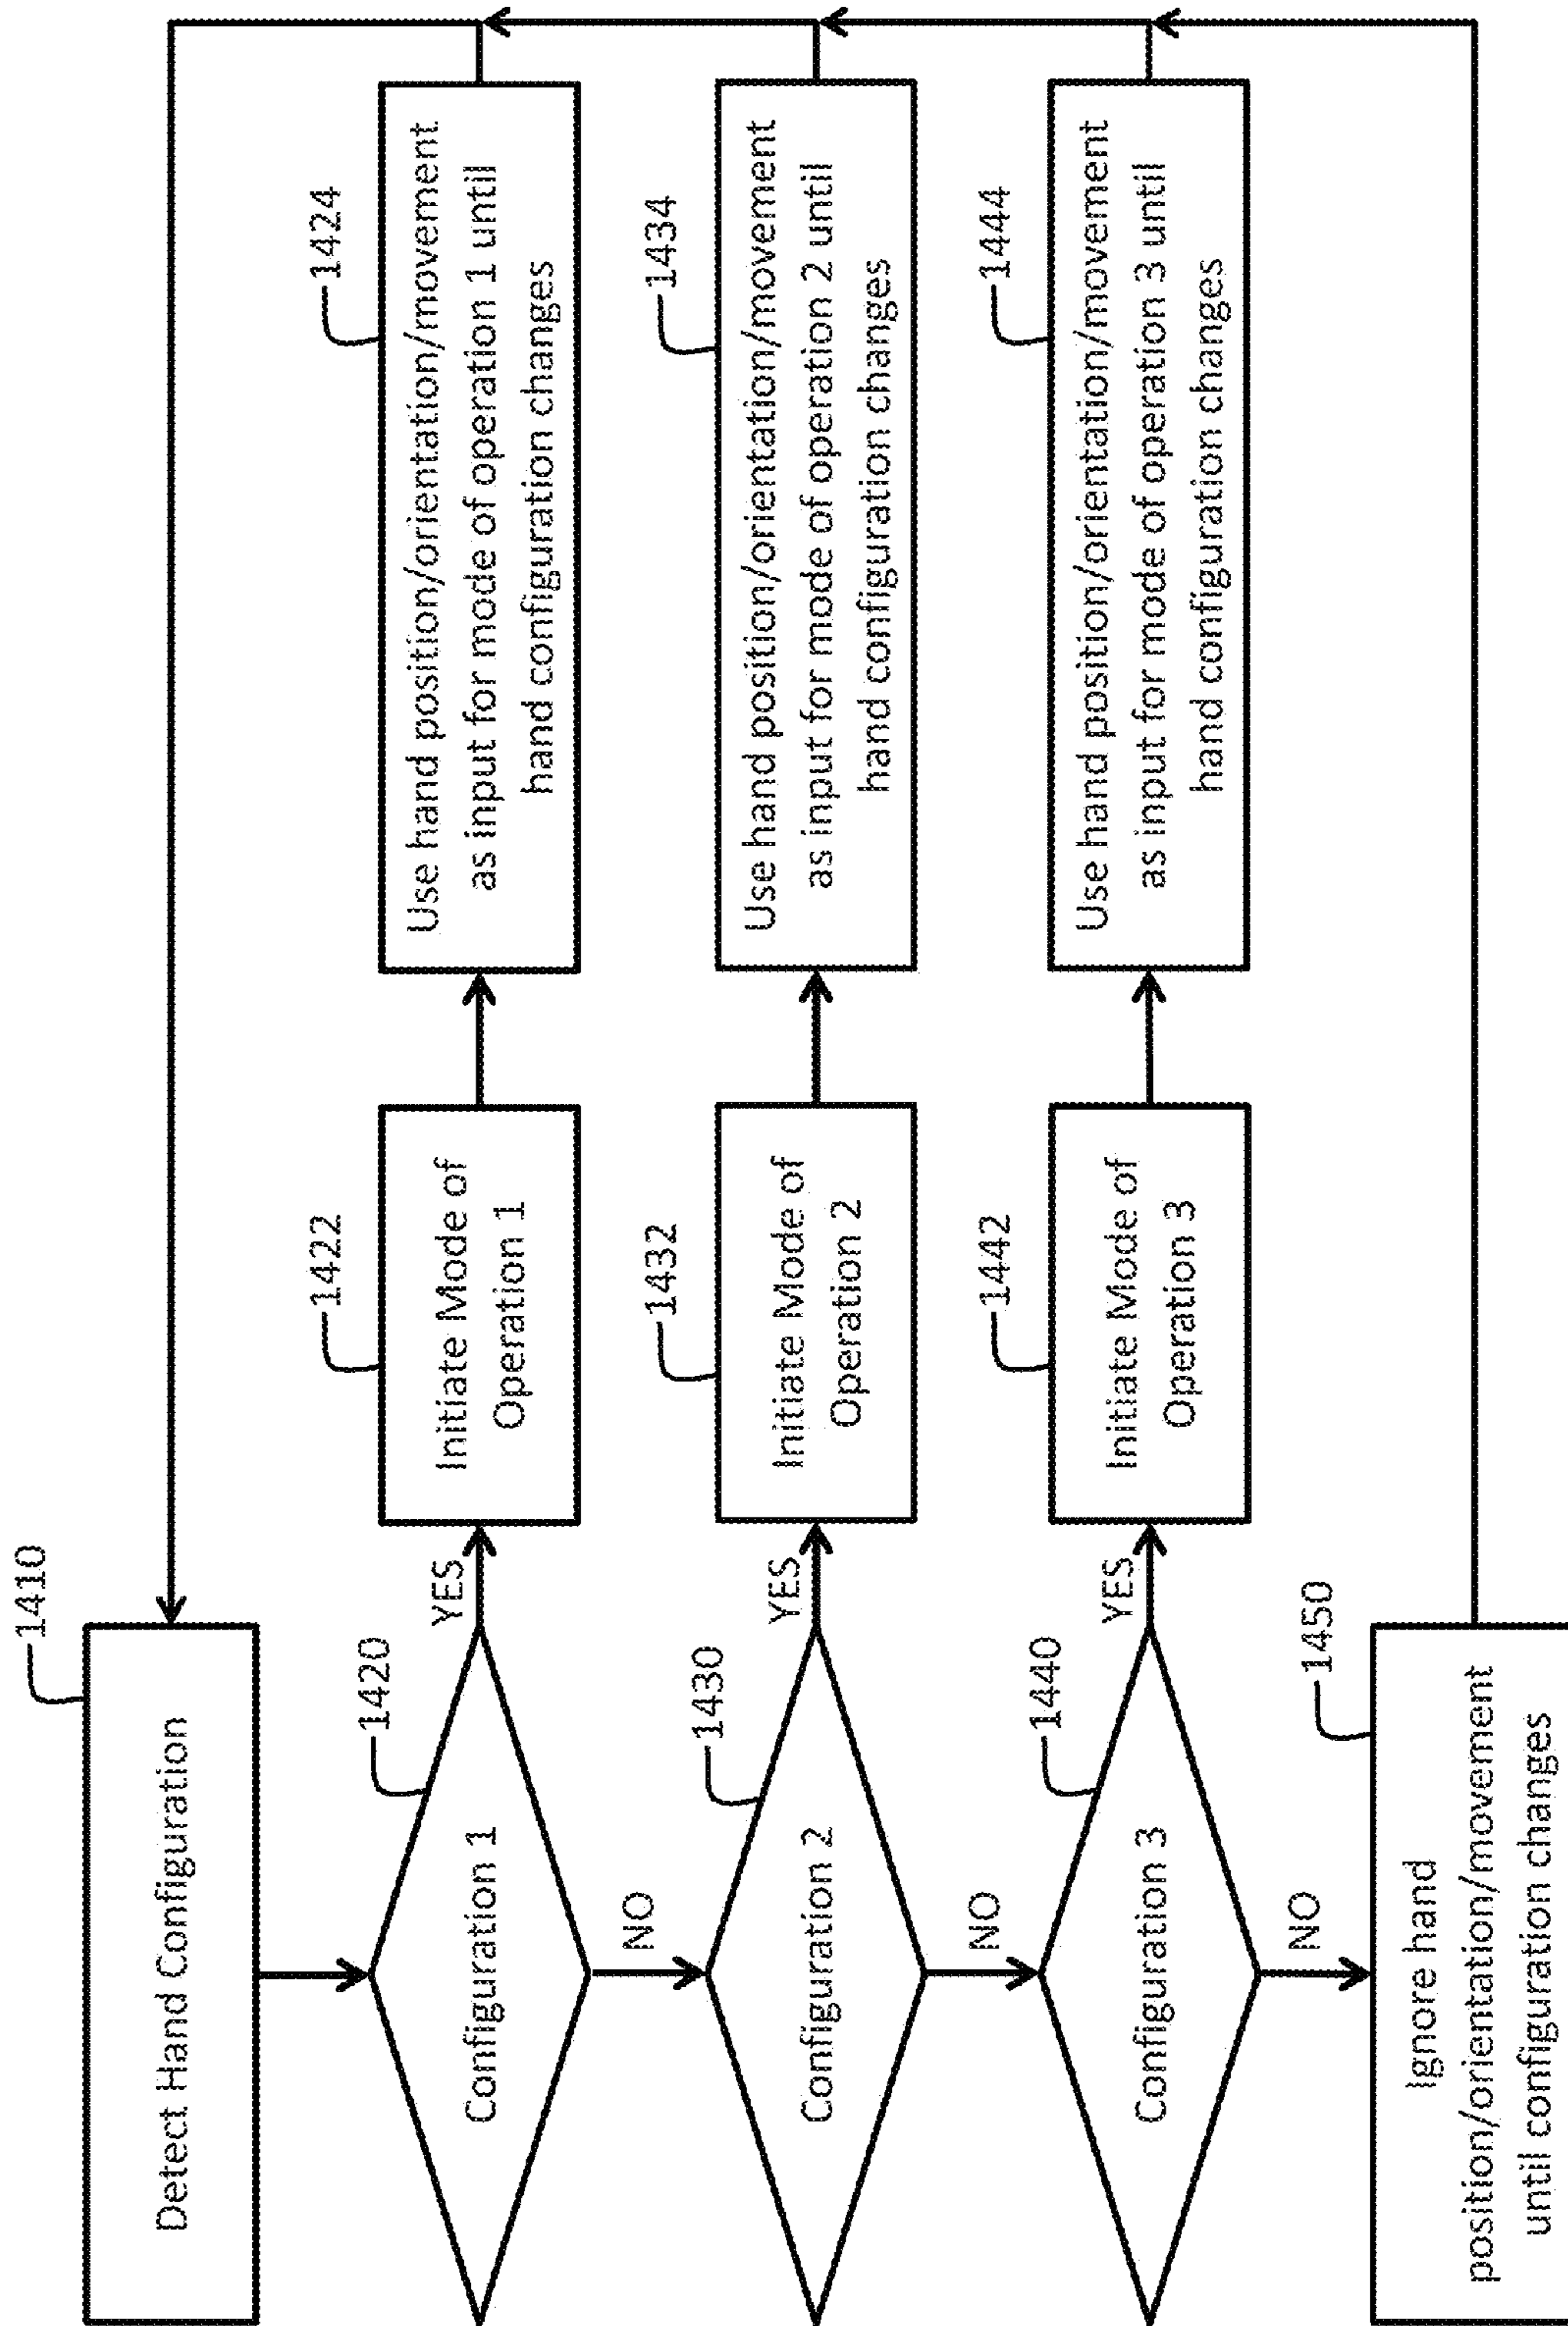 1410
Detect Hand Configuration
1420
Configuration 1
YES
1422
Initiate Mode of
Operation 1
1424
Use hand position/orientation/movement
as input for mode of operation 1 until
hand configuration changes
NO
1430
Configuration 2
YES
1432
Initiate Mode of
Operation 2
1434
Use hand position/orientation/movement
as input for mode of operation 2 until
hand configuration changes
NO
1440
Configuration 3
YES
1442
Initiate Mode of
Operation 3
1444
Use hand position/orientation/movement
as input for mode of operation 3 until
hand configuration changes
NO
1450
Ignore hand
position/orientation/movement
until configuration changes